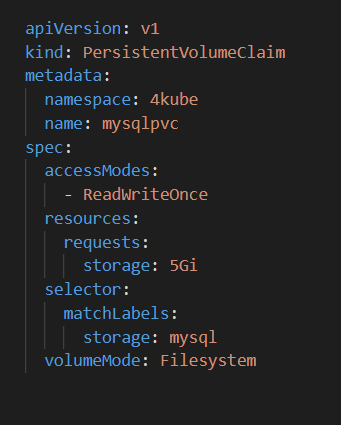 apiVersion: v1
kind: PersistentVolumeClaim
metadata:
  namespace: 4kube
  name: mysqlpvc
spec:
  accessModes:
    - ReadWriteOnce
  resources:
    requests:
      storage: 5Gi
  selector:
    matchLabels:
      storage: mysql
  volumeMode: Filesystem